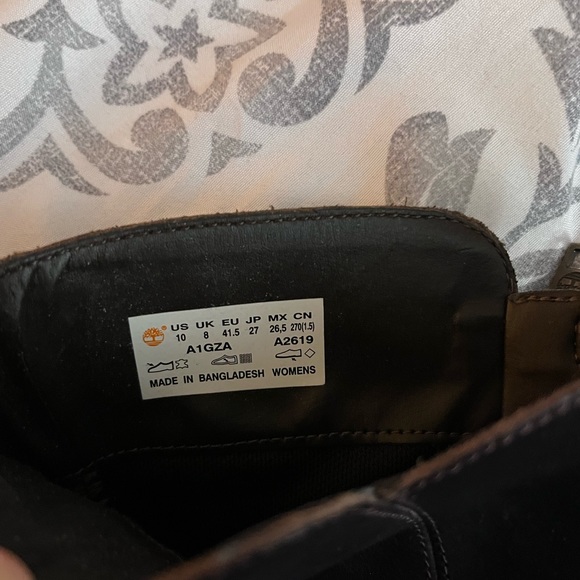 US UK EU JP MX CN
10 8 41.5 27 26,5 270(1.5)
A1GZA A2619
MADE IN BANGLADESH WOMENS